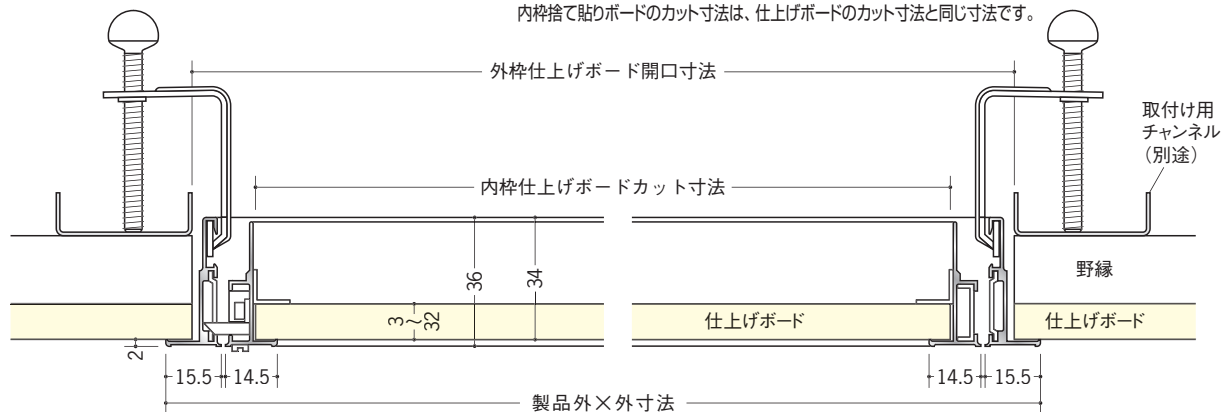 内枠捨て貼りボードのカット寸法は、仕上げボードのカット寸法と同じ寸法です。
外枠仕上げボード開口寸法
取付け用
チャンネル
（別途）
内枠仕上げボードカット寸法
36
34
野縁
3〜32
仕上げボード
仕上げボード
2
15.5
14.5
14.5
15.5
製品外×外寸法